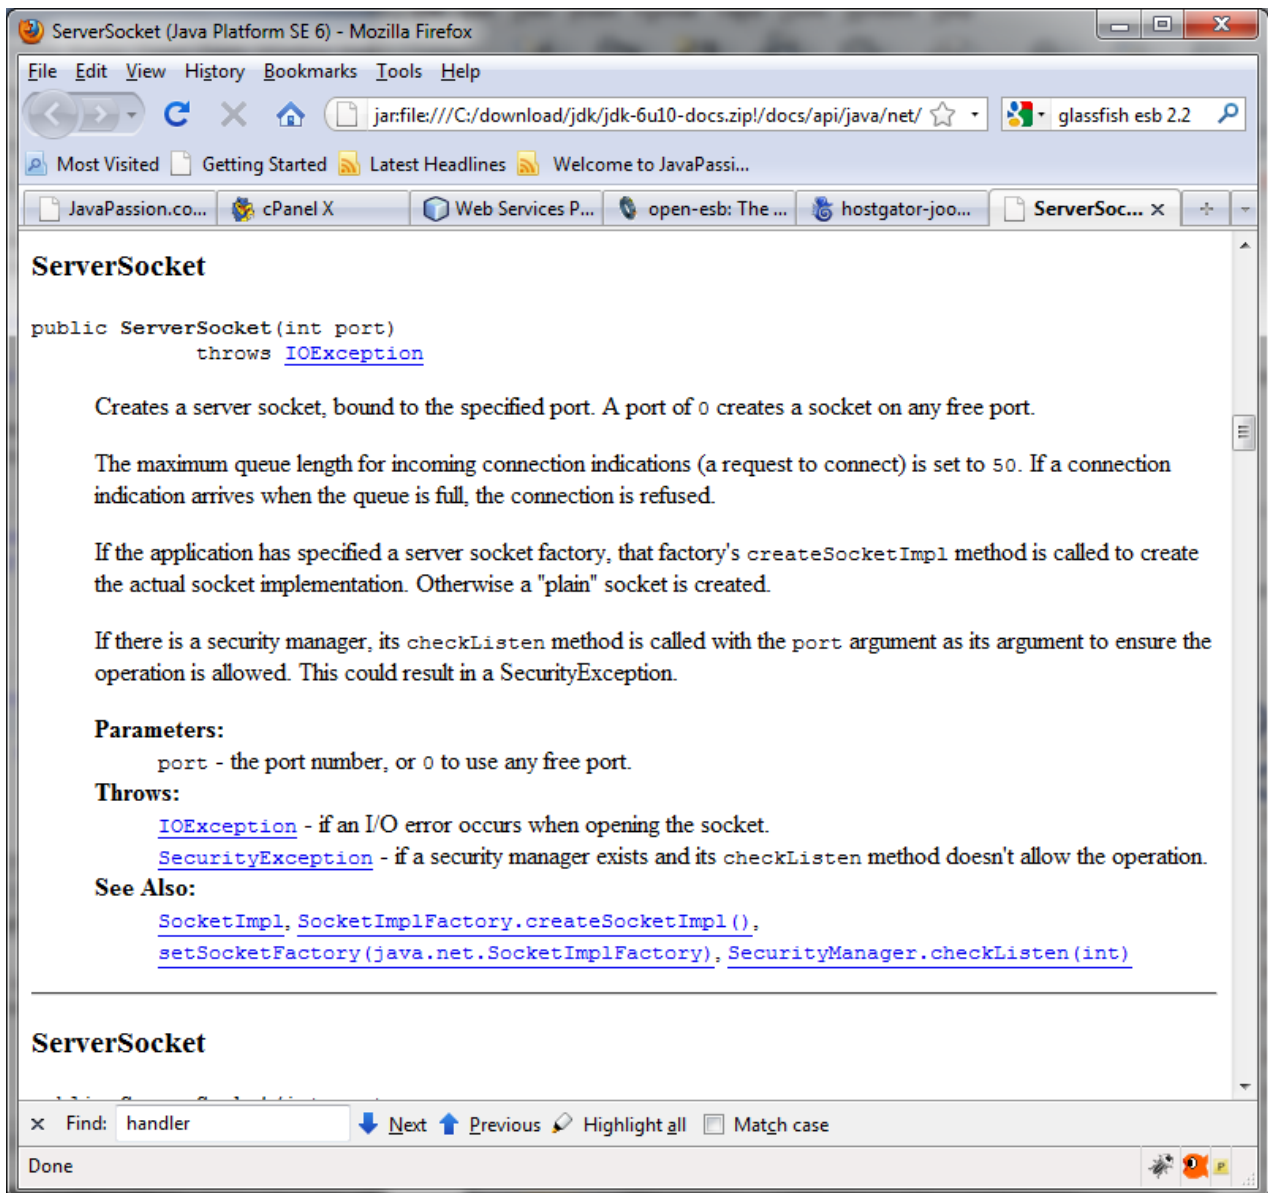 ServerSocket (Java Platform SE 6) - Mozilla Firefox
File Edit View History Bookmarks Tools Help
jar:file:///C:/download/jdk/jdk-6u10-docs.zip!/docs/api/java/net/ glassfish esb 2.2
Most Visited Getting Started Latest Headlines Welcome to JavaPassi...
JavaPassion.co... cPanel X Web Services P... open-esb: The ... hostgator-joo... ServerSoc...
ServerSocket
public ServerSocket(int port)
throws IOException
Creates a server socket, bound to the specified port. A port of 0 creates a socket on any free port.
The maximum queue length for incoming connection indications (a request to connect) is set to 50. If a connection
indication arrives when the queue is full, the connection is refused.
If the application has specified a server socket factory, that factory's createSocketImpl method is called to create
the actual socket implementation. Otherwise a "plain" socket is created.
If there is a security manager, its checkListen method is called with the port argument as its argument to ensure the
operation is allowed. This could result in a SecurityException.
Parameters:
port - the port number, or 0 to use any free port.
Throws:
IOException - if an I/O error occurs when opening the socket.
SecurityException - if a security manager exists and its checkListen method doesn't allow the operation.
See Also:
SocketImpl, SocketImplFactory.createSocketImpl(),
setSocketFactory(java.net.SocketImplFactory), SecurityManager.checkListen(int)
ServerSocket
Find: handler Next Previous Highlight all Match case
Done